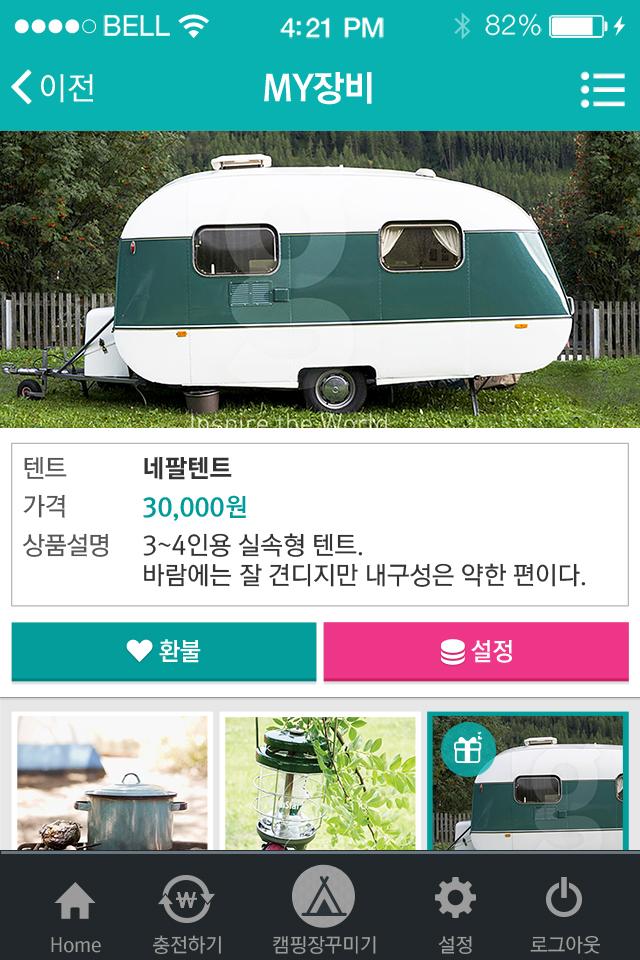 BELL 4:21 PM 82%
이전 MY장비
Inspire the World
텐트 네팔텐트
가격 30,000원
상품설명 3~4인용 실속형 텐트.
바람에는 잘 견디지만 내구성은 약한 편이다.
환불 설정
Home 충전하기 캠핑장꾸미기 설정 로그아웃